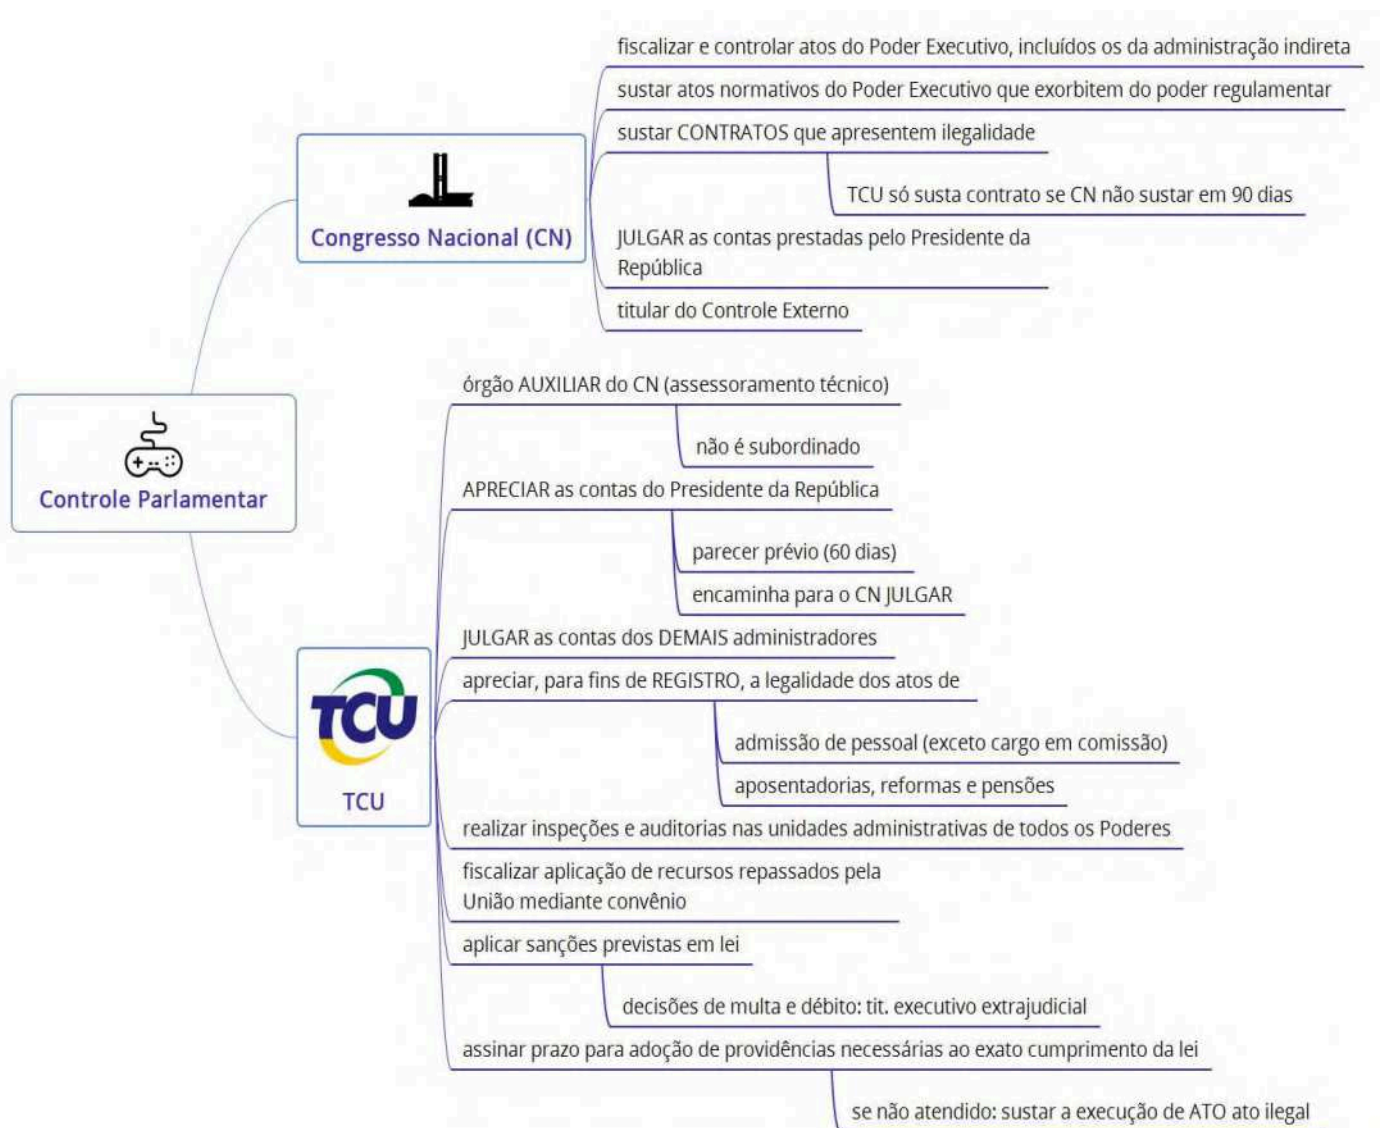 fiscalizar e controlar atos do Poder Executivo, incluídos os da administração indireta
sustar atos normativos do Poder Executivo que exorbitem do poder regulamentar
sustar CONTRATOS que apresentem ilegalidade
TCU só susta contrato se CN não sustar em 90 dias
Congresso Nacional (CN)
JULGAR as contas prestadas pelo Presidente da
República
titular do Controle Externo
órgão AUXILIAR do CN (assessoramento técnico)
não é subordinado
APRECIAR as contas do Presidente da República
Controle Parlamentar
parecer prévio (60 dias)
encaminha para o CN JULGAR
JULGAR as contas dos DEMAIS administradores
apreciar, para fins de REGISTRO, a legalidade dos atos de
TCU
admissão de pessoal (exceto cargo em comissão)
aposentadorias, reformas e pensões
TCU
realizar inspeções e auditorias nas unidades administrativas de todos os Poderes
fiscalizar aplicação de recursos repassados pela
União mediante convênio
aplicar sanções previstas em lei
decisões de multa e débito: tit. executivo extrajudicial
assinar prazo para adoção de providências necessárias ao exato cumprimento da lei
se não atendido: sustar a execução de ATO ato ilegal